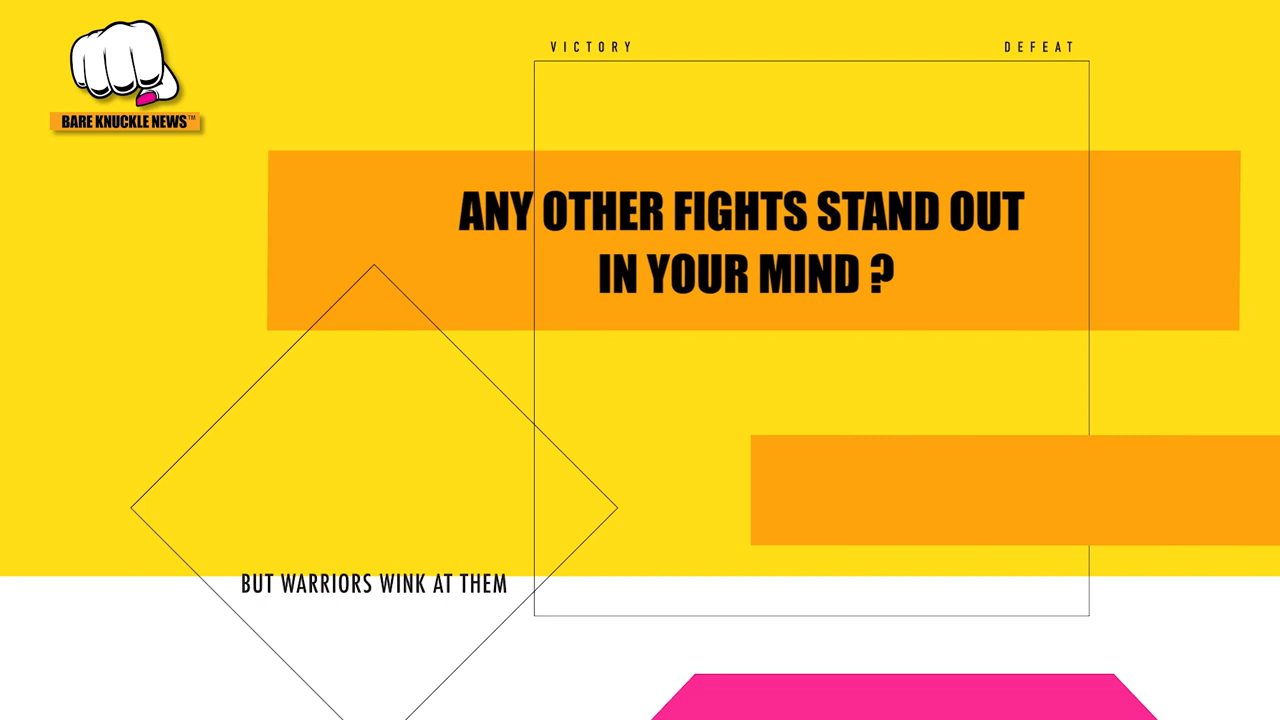 BARE KNUCKLE NEWS™
VICTORY
DEFEAT
ANY OTHER FIGHTS STAND OUT
IN YOUR MIND ?
BUT WARRIORS WINK AT THEM